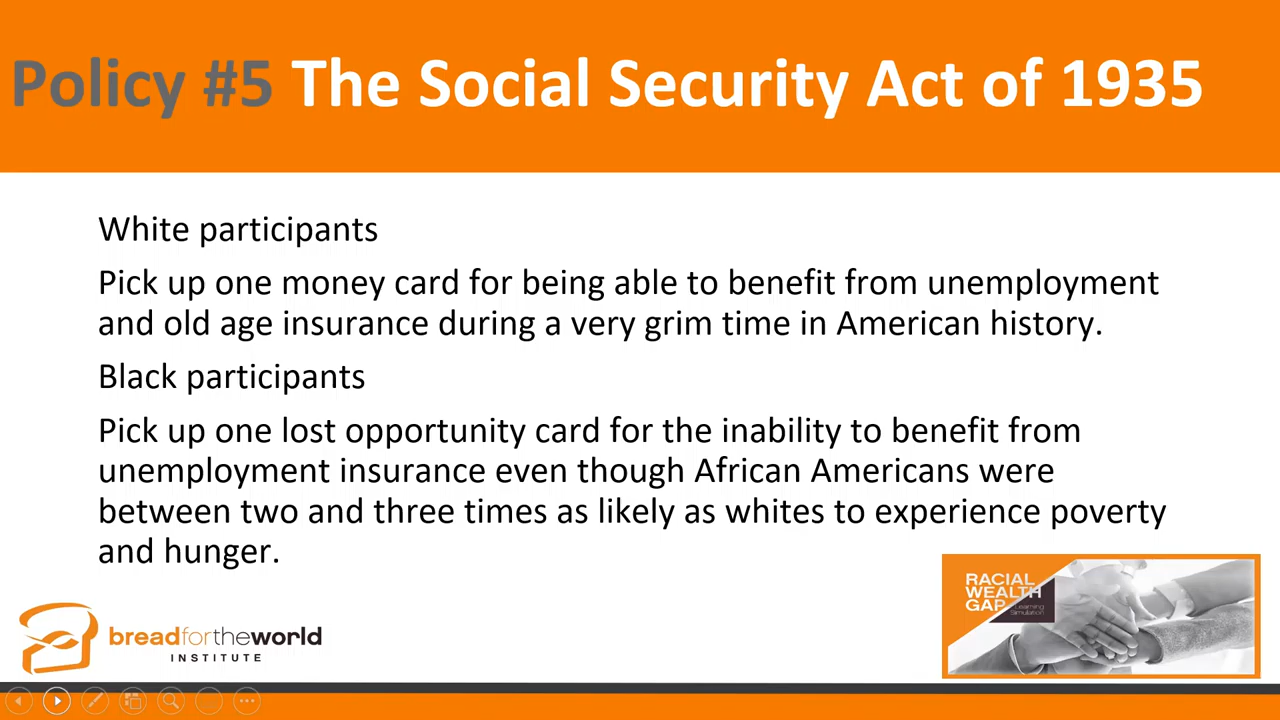 Policy #5 The Social Security Act of 1935
White participants
Pick up one money card for being able to benefit from unemployment
and old age insurance during a very grim time in American history.
Black participants
Pick up one lost opportunity card for the inability to benefit from
unemployment insurance even though African Americans were
between two and three times as likely as whites to experience poverty
and hunger.
RACIAL
WEALTH
GAP Learning
Simulation
breadfortheworld
INSTITUTE